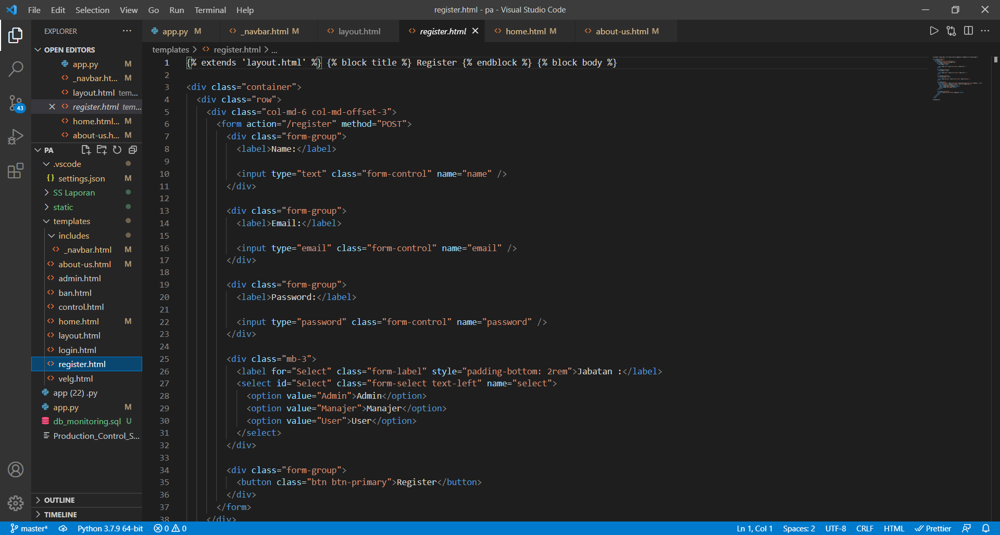 File Edit Selection View Go Run Terminal Help
register.html - pa - Visual Studio Code
EXPLORER
app.py M
_navbar.html M
layout.html
register.html
home.html M
about-us.html M
OPEN EDITORS
app.py M
_navbar.ht... M
layout.html tem...
register.html tem...
home.html... M
about-us.h... M
43
PA
.vscode
settings.json M
SS Laporan
static
templates
includes
_navbar.html M
about-us.html M
admin.html
ban.html
control.html
home.html M
layout.html
login.html
register.html
velg.html
app (22) .py
app.py M
db_monitoring.sql U
Production_Control_S...
OUTLINE
TIMELINE
templates > register.html > ...
1 {% extends 'layout.html' %} {% block title %} Register {% endblock %} {% block body %}
2
3 <div class="container">
4 <div class="row">
5 <div class="col-md-6 col-md-offset-3">
6 <form action="/register" method="POST">
7 <div class="form-group">
8 <label>Name:</label>
9
10 <input type="text" class="form-control" name="name" />
11 </div>
12
13 <div class="form-group">
14 <label>Email:</label>
15
16 <input type="email" class="form-control" name="email" />
17 </div>
18
19 <div class="form-group">
20 <label>Password:</label>
21
22 <input type="password" class="form-control" name="password" />
23 </div>
24
25 <div class="mb-3">
26 <label for="Select" class="form-label" style="padding-bottom: 2rem">Jabatan :</label>
27 <select id="Select" class="form-select text-left" name="select">
28 <option value="Admin">Admin</option>
29 <option value="Manajer">Manajer</option>
30 <option value="User">User</option>
31 </select>
32 </div>
33
34 <div class="form-group">
35 <button class="btn btn-primary">Register</button>
36 </div>
37 </form>
38 </div>
master* Python 3.7.9 64-bit 0 0 Ln 1, Col 1 Spaces: 2 UTF-8 CRLF HTML Prettier